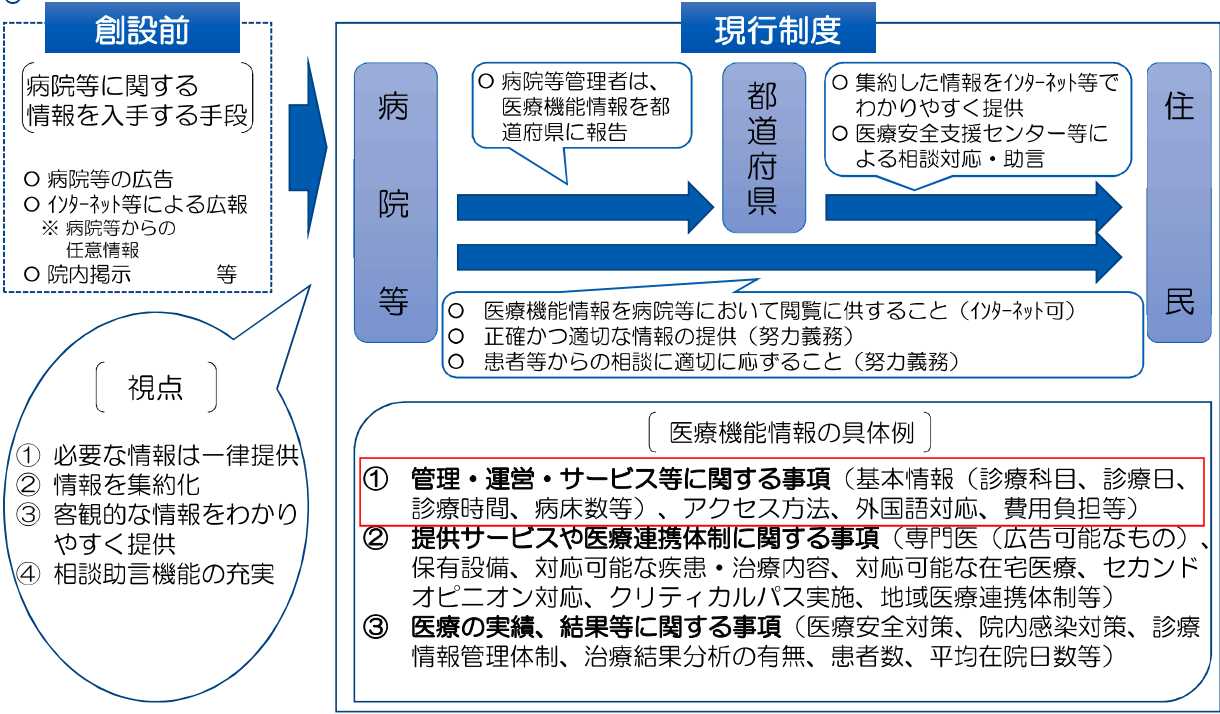 創設前
病院等に関する
情報を入手する手段
○ 病院等の広告
○ ｲﾝﾀｰﾈｯﾄ等による広報
※ 病院等からの
任意情報
○ 院内掲示　　　　等
視点
① 必要な情報は一律提供
② 情報を集約化
③ 客観的な情報をわかり
やすく提供
④ 相談助言機能の充実
現行制度
病院等
○ 病院等管理者は、
医療機能情報を都
道府県に報告
都道府県
○ 集約した情報をｲﾝﾀｰﾈｯﾄ等で
わかりやすく提供
○ 医療安全支援センター等に
よる相談対応・助言
住民
○ 医療機能情報を病院等において閲覧に供すること（ｲﾝﾀｰﾈｯﾄ可）
○ 正確かつ適切な情報の提供（努力義務）
○ 患者等からの相談に適切に応ずること（努力義務）
医療機能情報の具体例
① 管理・運営・サービス等に関する事項（基本情報（診療科目、診療日、
診療時間、病床数等）、アクセス方法、外国語対応、費用負担等）
② 提供サービスや医療連携体制に関する事項（専門医（広告可能なもの）、
保有設備、対応可能な疾患・治療内容、対応可能な在宅医療、セカンド
オピニオン対応、クリティカルパス実施、地域医療連携体制等）
③ 医療の実績、結果等に関する事項（医療安全対策、院内感染対策、診療
情報管理体制、治療結果分析の有無、患者数、平均在院日数等）